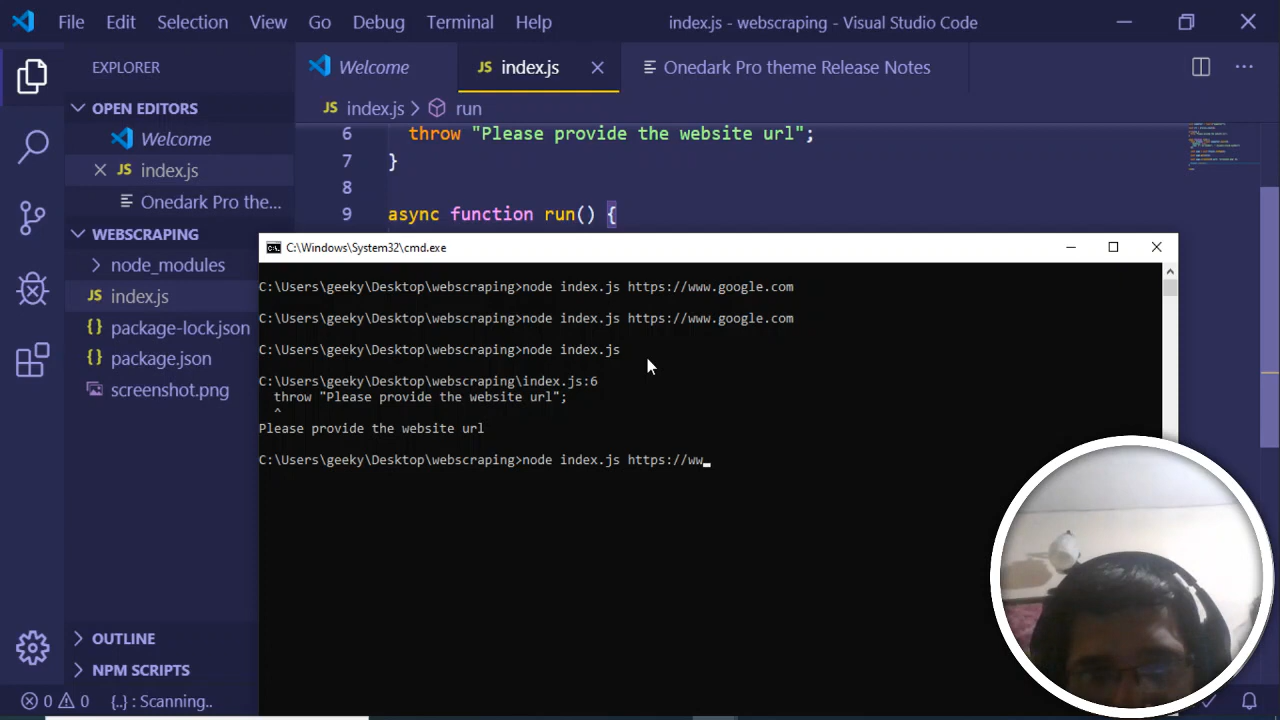 File Edit Selection View Go Debug Terminal Help index.js - webscraping - Visual Studio Code
EXPLORER
Welcome
JS index.js
Onedark Pro theme Release Notes
OPEN EDITORS
Welcome
JS index.js
Onedark Pro the...
WEBSCRAPING
node_modules
JS index.js
{} package-lock.json
{} package.json
screenshot.png
OUTLINE
NPM SCRIPTS
JS index.js > run
6 throw "Please provide the website url";
7 }
8
9 async function run() {
C:\Windows\System32\cmd.exe
C:\Users\geeky\Desktop\webscraping>node index.js https://www.google.com
C:\Users\geeky\Desktop\webscraping>node index.js https://www.google.com
C:\Users\geeky\Desktop\webscraping>node index.js
C:\Users\geeky\Desktop\webscraping\index.js:6
throw "Please provide the website url";
^
Please provide the website url
C:\Users\geeky\Desktop\webscraping>node index.js https://ww_
0 0 {..} : Scanning..